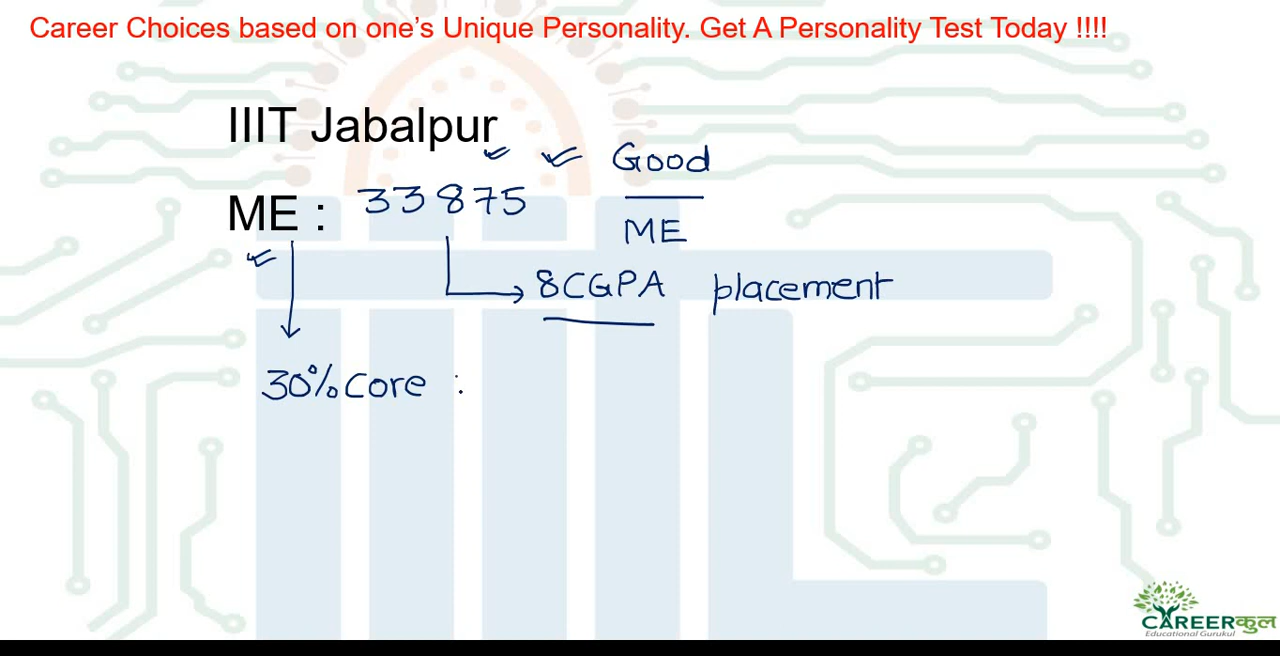 Career Choices based on one’s Unique Personality. Get A Personality Test Today !!!!
IIIT Jabalpur
Good
ME : 33875
ME
8CGPA placement
30% Core :
CAREERकुल
Educational Gurukul